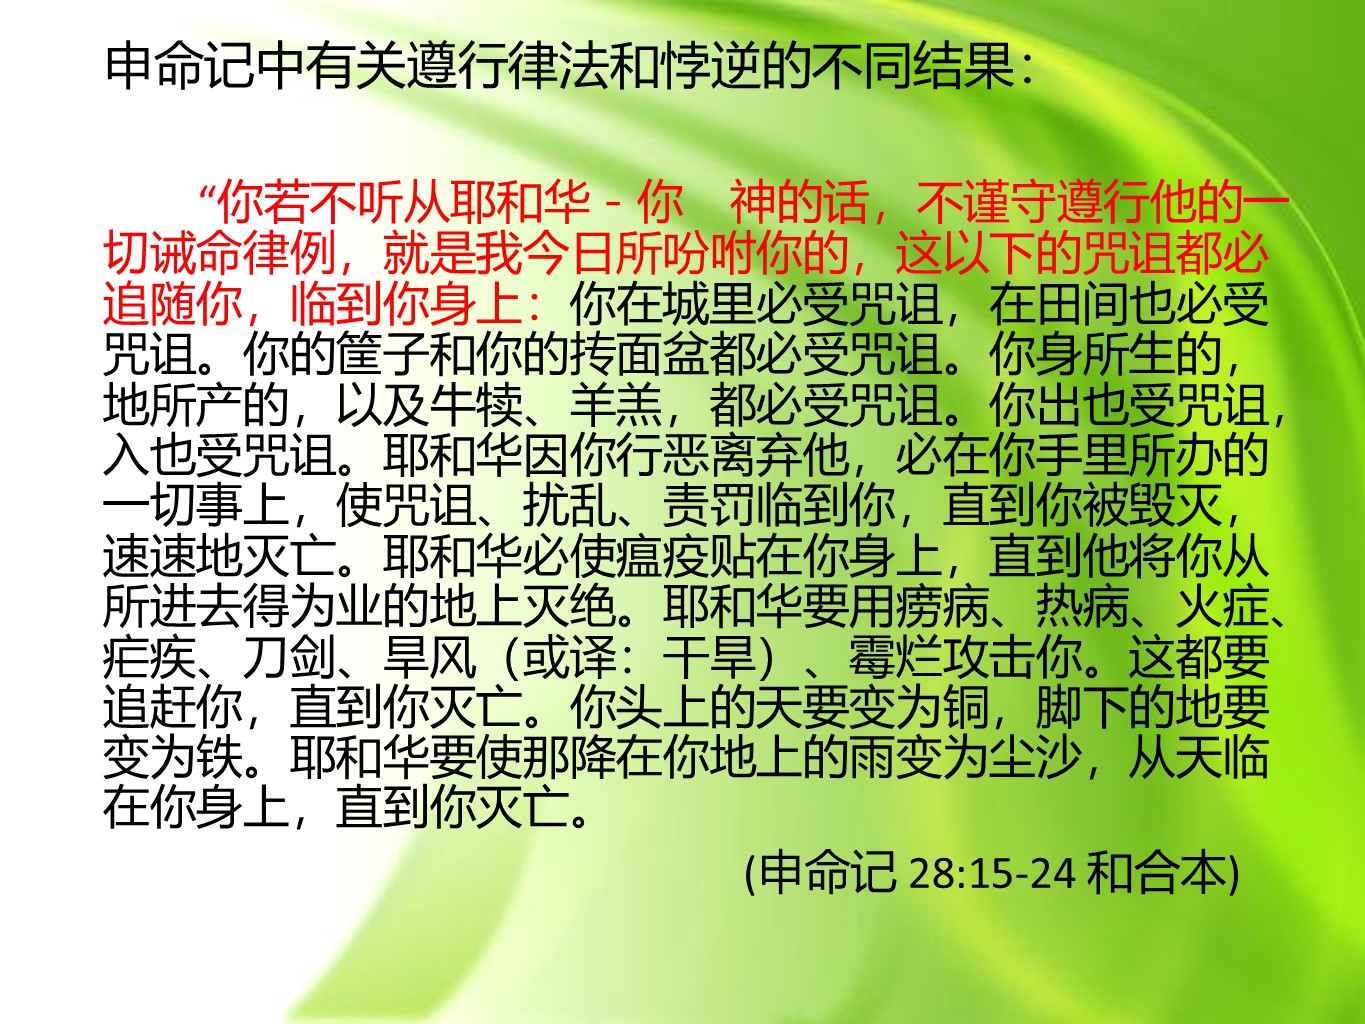 申命记中有关遵行律法和悖逆的不同结果：
“你若不听从耶和华－你　神的话，不谨守遵行他的一
切诫命律例，就是我今日所吩咐你的，这以下的咒诅都必
追随你，临到你身上：你在城里必受咒诅，在田间也必受
咒诅。你的筐子和你的抟面盆都必受咒诅。你身所生的，
地所产的，以及牛犊、羊羔，都必受咒诅。你出也受咒诅，
入也受咒诅。耶和华因你行恶离弃他，必在你手里所办的
一切事上，使咒诅、扰乱、责罚临到你，直到你被毁灭，
速速地灭亡。耶和华必使瘟疫贴在你身上，直到他将你从
所进去得为业的地上灭绝。耶和华要用痨病、热病、火症、
疟疾、刀剑、旱风（或译：干旱）、霉烂攻击你。这都要
追赶你，直到你灭亡。你头上的天要变为铜，脚下的地要
变为铁。耶和华要使那降在你地上的雨变为尘沙，从天临
在你身上，直到你灭亡。
(申命记 28:15-24 和合本)